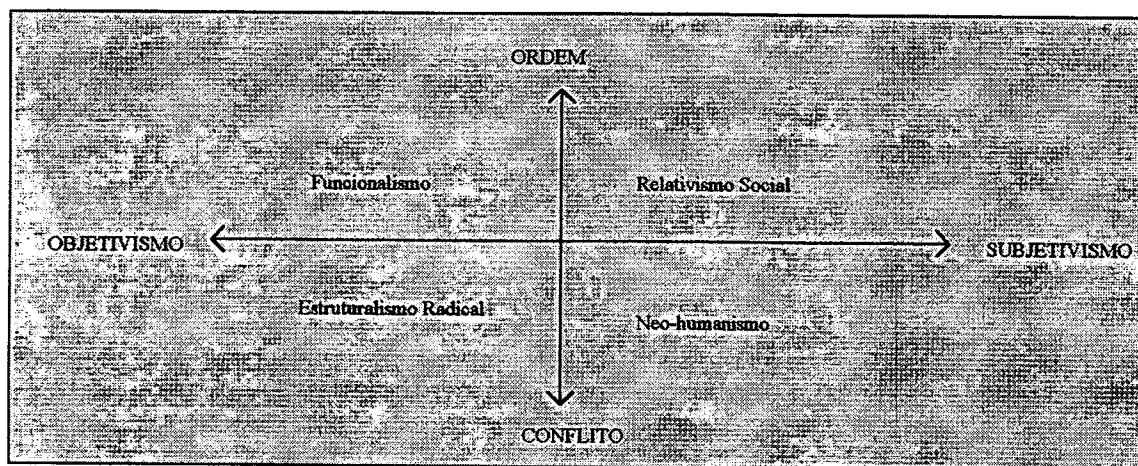 ORDEM
Funcionalismo Relativismo Social
OBJETIVISMO SUBJETIVISMO
Estruturalismo Radical Neo-humanismo
CONFLITO